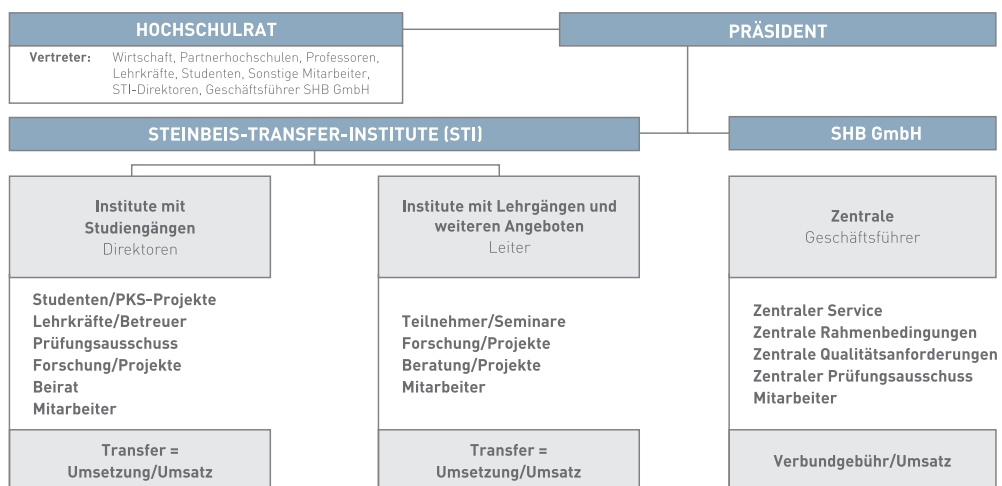 HOCHSCHULRAT
PRÄSIDENT
Vertreter: Wirtschaft, Partnerhochschulen, Professoren,
Lehrkräfte, Studenten, Sonstige Mitarbeiter,
STI-Direktoren, Geschäftsführer SHB GmbH
STEINBEIS-TRANSFER-INSTITUTE (STI)
SHB GmbH
Institute mit
Studiengängen
Direktoren
Institute mit Lehrgängen und
weiteren Angeboten
Leiter
Zentrale
Geschäftsführer
Studenten/PKS-Projekte
Lehrkräfte/Betreuer
Prüfungsausschuss
Forschung/Projekte
Beirat
Mitarbeiter
Teilnehmer/Seminare
Forschung/Projekte
Beratung/Projekte
Mitarbeiter
Zentraler Service
Zentrale Rahmenbedingungen
Zentrale Qualitätsanforderungen
Zentraler Prüfungsausschuss
Mitarbeiter
Transfer =
Umsetzung/Umsatz
Transfer =
Umsetzung/Umsatz
Verbundgebühr/Umsatz